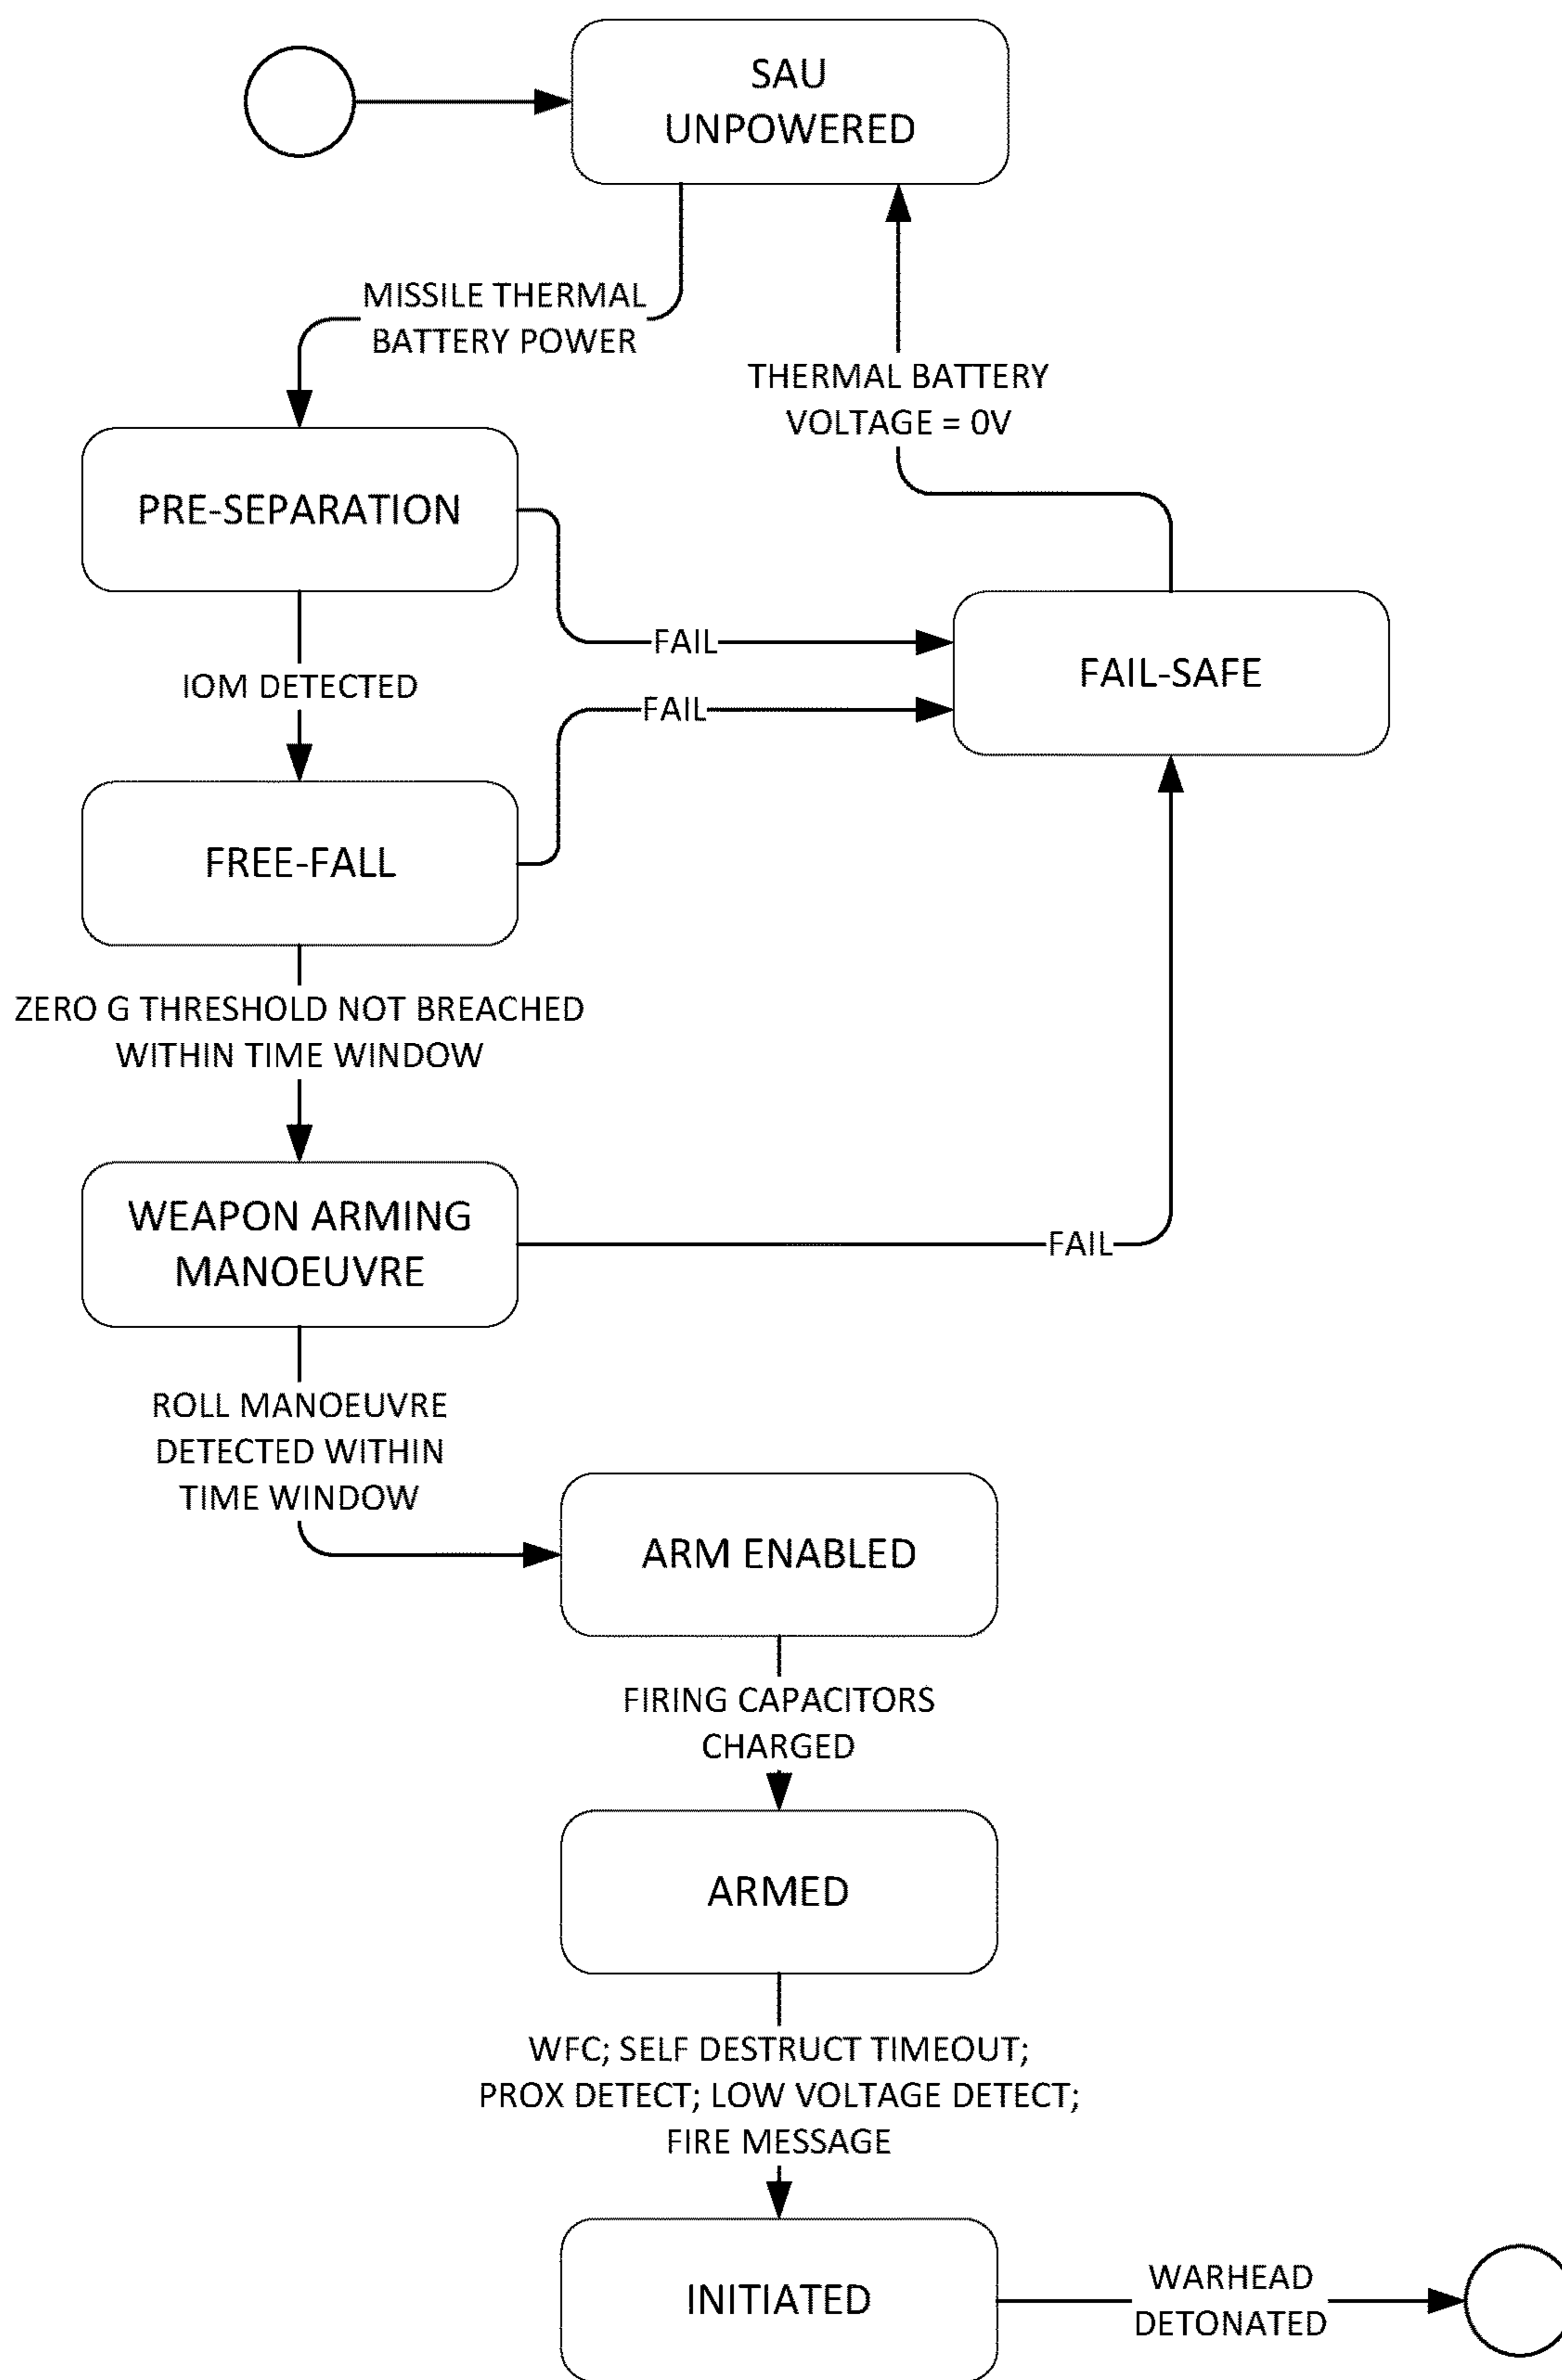 SAU
UNPOWERED
MISSILE THERMAL
BATTERY POWER
THERMAL BATTERY
VOLTAGE = 0V
PRE-SEPARATION
FAIL
FAIL-SAFE
IOM DETECTED
FAIL
FREE-FALL
ZERO G THRESHOLD NOT BREACHED
WITHIN TIME WINDOW
WEAPON ARMING
MANOEUVRE
FAIL
ROLL MANOEUVRE
DETECTED WITHIN
TIME WINDOW
ARM ENABLED
FIRING CAPACITORS
CHARGED
ARMED
WFC; SELF DESTRUCT TIMEOUT;
PROX DETECT; LOW VOLTAGE DETECT;
FIRE MESSAGE
INITIATED
WARHEAD
DETONATED